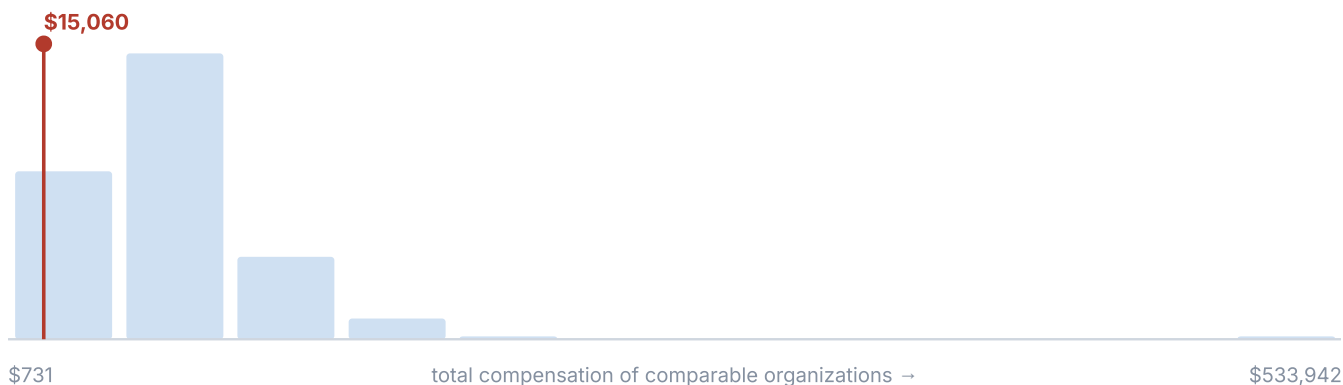 $15,060
$731 total compensation of comparable organizations → $533,942